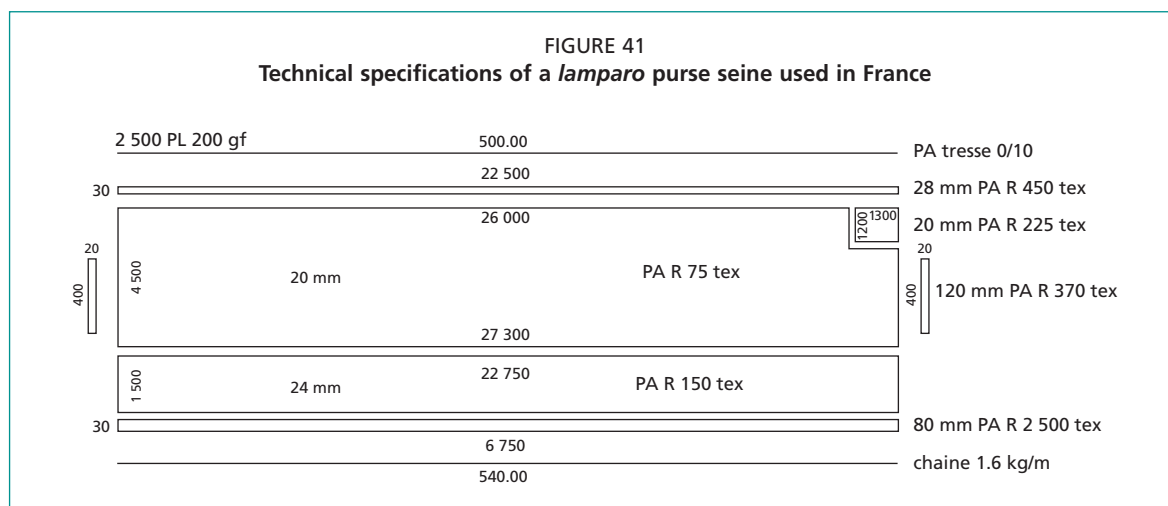 FIGURE 41
Technical specifications of a lamparo purse seine used in France
2 500 PL 200 gf
500.00
PA tresse 0/10
22 500
30
28 mm PA R 450 tex
26 000
1200
1300
20 mm PA R 225 tex
20
400
4 500
20 mm
PA R 75 tex
20
400
120 mm PA R 370 tex
27 300
1 500
24 mm
22 750
PA R 150 tex
30
80 mm PA R 2 500 tex
6 750
chaine 1.6 kg/m
540.00